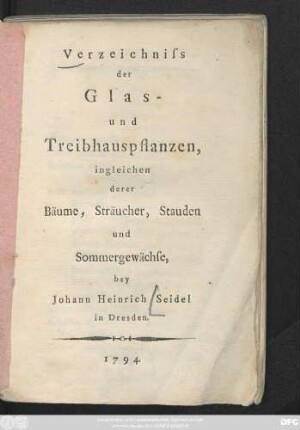 Verzeichniſs
der
Glas-
und
Treibhauspflanzen,
ingleichen
derer
Bäume, Sträucher, Stauden
und
Sommergewächſe,
bey
Johann Heinrich Seidel
in Dresden.
1794